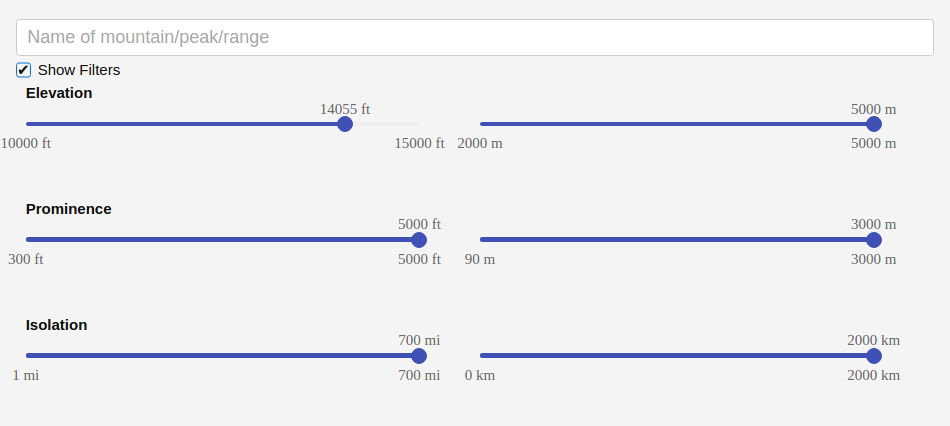 Name of mountain/peak/range
Show Filters
Elevation
14055 ft 5000 m
10000 ft 15000 ft 2000 m 5000 m
Prominence
5000 ft 3000 m
300 ft 5000 ft 90 m 3000 m
Isolation
700 mi 2000 km
1 mi 700 mi 0 km 2000 km